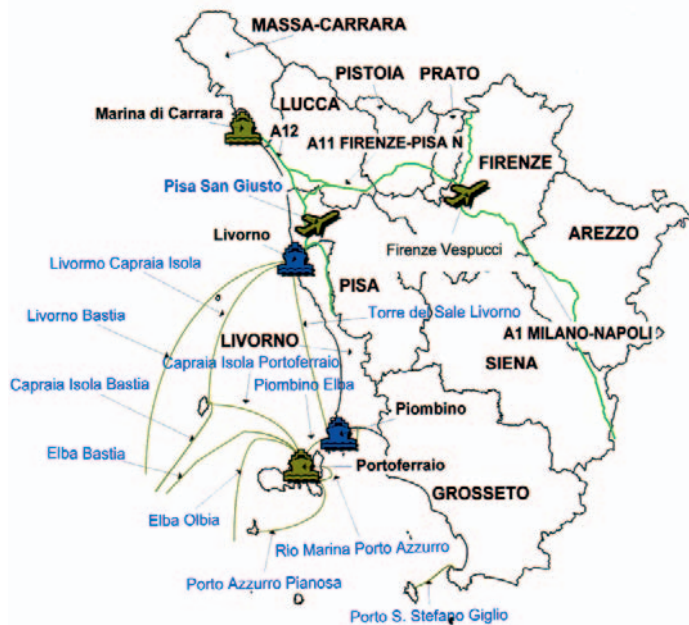 MASSA-CARRARA
PISTOIA
PRATO
LUCCA
Marina di Carrara
A12
A11 FIRENZE-PISA N
FIRENZE
Pisa San Giusto
AREZZO
Livorno
Firenze Vespucci
Livormo Capraia Isola
PISA
Livorno Bastia
Torre del Sale Livorno
LIVORNO
A1 MILANO-NAPOLI
Capraia Isola Portoferraio
SIENA
Capraia Isola Bastia
Piombino Elba
Piombino
Elba Bastia
Portoferraio
GROSSETO
Elba Olbia
Rio Marina Porto Azzurro
Porto Azzurro Pianosa
Porto S. Stefano Giglio